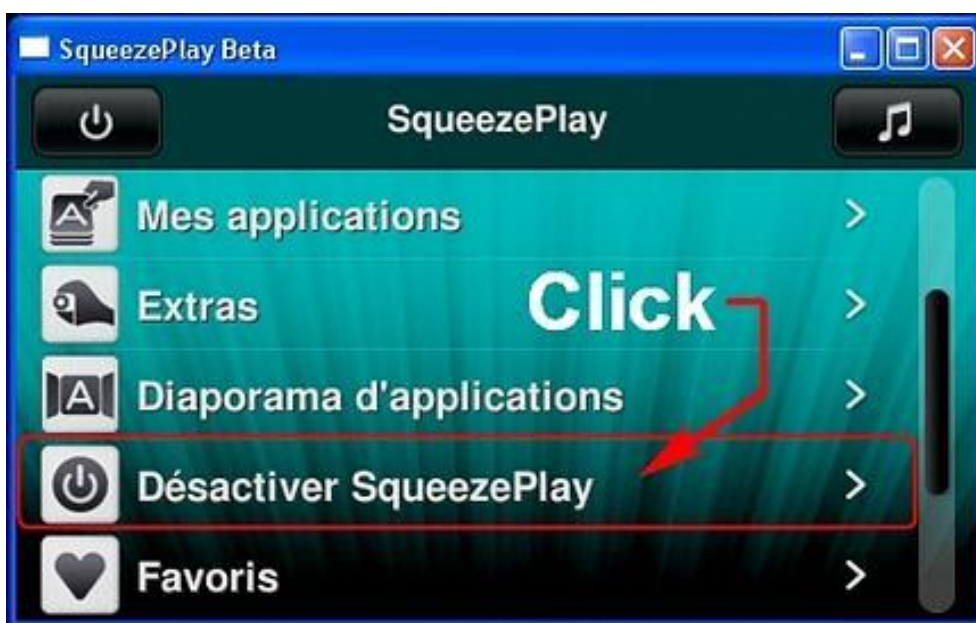 SqueezePlay Beta
SqueezePlay
Mes applications
Extras
Click
Diaporama d'applications
Désactiver SqueezePlay
Favoris